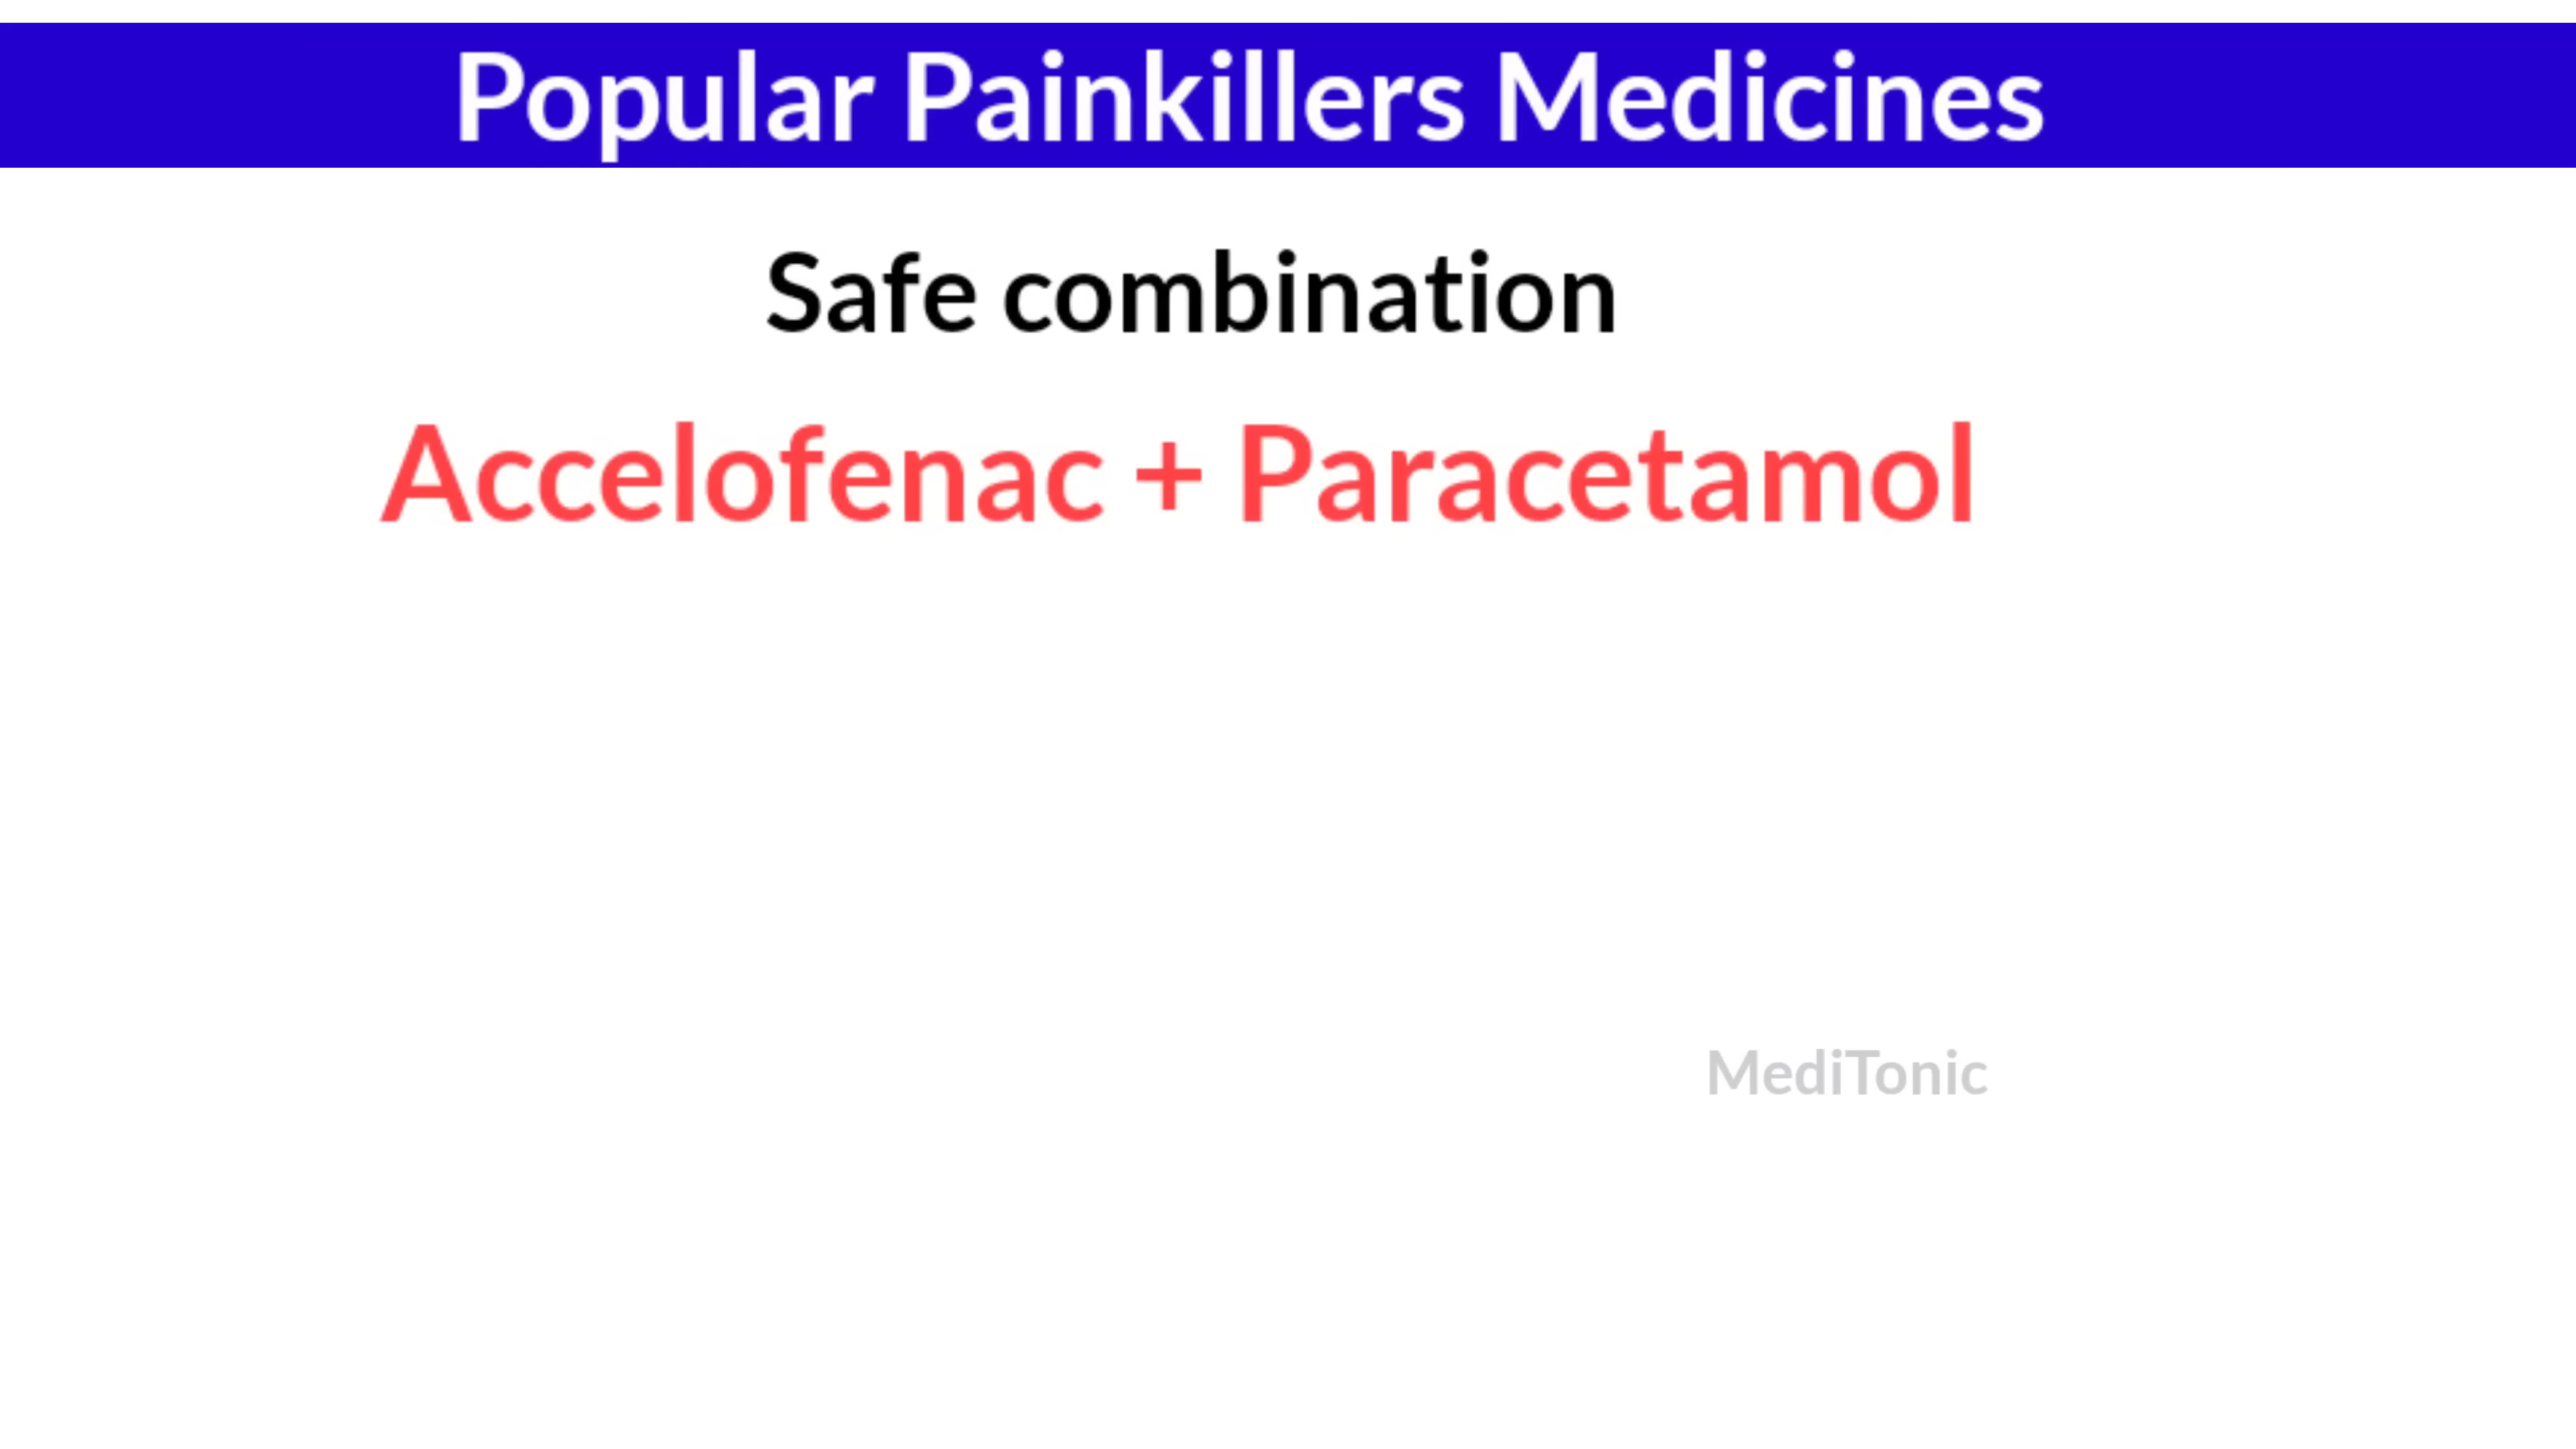 Popular Painkillers Medicines
Safe combination
Accelofenac + Paracetamol
MediTonic